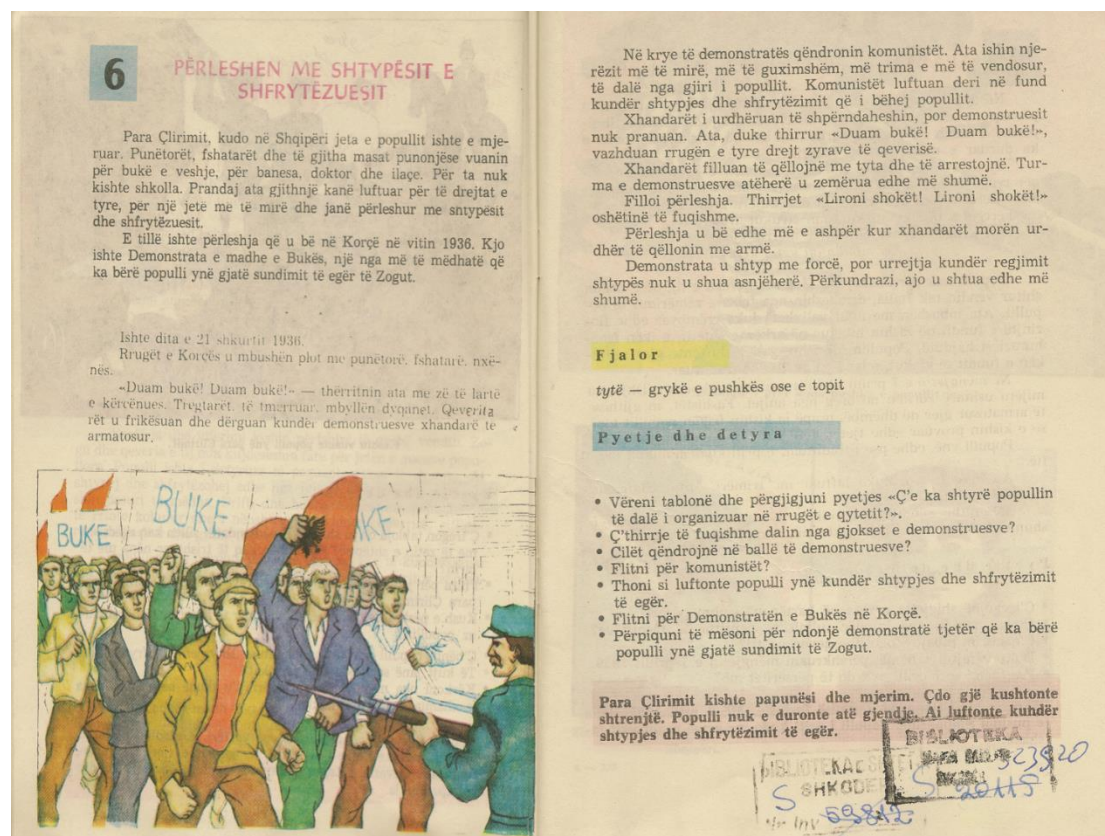 6
PËRLESHEN ME SHTYPËSIT E
SHFRYTËZUESIT
Para Çlirimit, kudo në Shqipëri jeta e popullit ishte e mje-
ruar. Punëtorët, fshatarët dhe të gjitha masat punonjëse vuanin
për bukë e veshje, për banesa, doktor dhe ilaçe. Për ta nuk
kishte shkolla. Prandaj ata gjithnjë kanë luftuar për të drejtat e
tyre, për një jetë më të mirë dhe janë përleshur me sntypësit
dhe shfrytëzuesit.
E tillë ishte përleshja që u bë në Korçë në vitin 1936. Kjo
ishte Demonstrata e madhe e Bukës, një nga më të mëdhatë që
ka bërë populli ynë gjatë sundimit të egër të Zogut.
Ishte dita e 21 shkurtit 1936.
Rrugët e Korçës u mbushën plot me punëtorë, fshatarë, nxë-
nës.
«Duam bukë! Duam bukë!» — thërritnin ata me zë të lartë
e kërcënues. Tregtarët, të tmerruar, mbyllën dyqanet. Qeverita
rët u frikësuan dhe dërguan kundër demonstruesve xhandarë të
armatosur.
BUKE
BUKE
KE
Në krye të demonstratës qëndronin komunistët. Ata ishin nje-
rëzit më të mirë, më të guximshëm, më trima e më të vendosur,
të dalë nga gjiri i popullit. Komunistët luftuan deri në fund
kundër shtypjes dhe shfrytëzimit që i bëhej popullit.
Xhandarët i urdhëruan të shpërndaheshin, por demonstruesit
nuk pranuan. Ata, duke thirrur «Duam bukë! Duam bukë!»,
vazhduan rrugën e tyre drejt zyrave të qeverisë.
Xhandarët filluan të qëllojnë me tyta dhe të arrestojnë. Tur-
ma e demonstruesve atëherë u zemërua edhe më shumë.
Filloi përleshja. Thirrjet «Lironi shokët! Lironi shokët!»
oshëtinë të fuqishme.
Përleshja u bë edhe më e ashpër kur xhandarët morën ur-
dhër të qëllonin me armë.
Demonstrata u shtyp me forcë, por urrejtja kundër regjimit
shtypës nuk u shua asnjëherë. Përkundrazi, ajo u shtua edhe më
shumë.
Fjalor
tytë — grykë e pushkës ose e topit
Pyetje dhe detyra
• Vëreni tablonë dhe përgjigjuni pyetjes «Ç'e ka shtyrë popullin
të dalë i organizuar në rrugët e qytetit?».
• Ç'thirrje të fuqishme dalin nga gjokset e demonstruesve?
• Cilët qëndrojnë në ballë të demonstruesve?
• Flitni për komunistët?
• Thoni si luftonte populli ynë kundër shtypjes dhe shfrytëzimit
të egër.
• Flitni për Demonstratën e Bukës në Korçë.
• Përpiquni të mësoni për ndonjë demonstratë tjetër që ka bërë
populli ynë gjatë sundimit të Zogut.
Para Çlirimit kishte papunësi dhe mjerim. Çdo gjë kushtonte
shtrenjtë. Populli nuk e duronte atë gjendje. Ai luftonte kundër
shtypjes dhe shfrytëzimit të egër.
BIBLIOTEKA
BIBLIOTEKA E
SHKODER
S 59812
S 20115